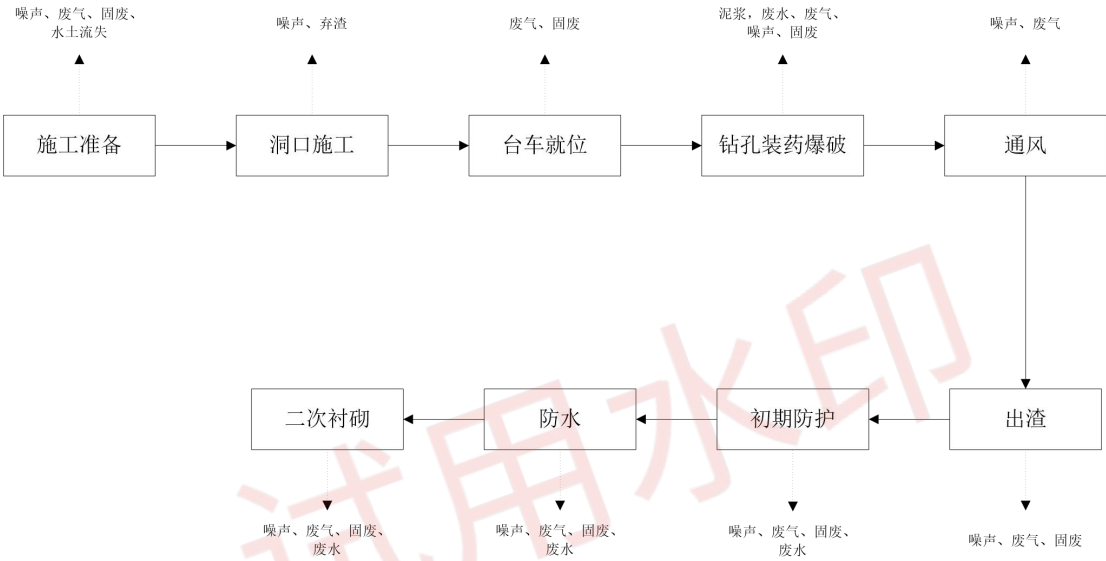 噪声、废气、固废、
水土流失
噪声、弃渣
废气、固废
泥浆，废水、废气、
噪声、固废
噪声、废气
施工准备
洞口施工
台车就位
钻孔装药爆破
通风
二次衬砌
防水
初期防护
出渣
噪声、废气、固废、
废水
噪声、废气、固废、
废水
噪声、废气、固废、
废水
噪声、废气、固废
试用水印